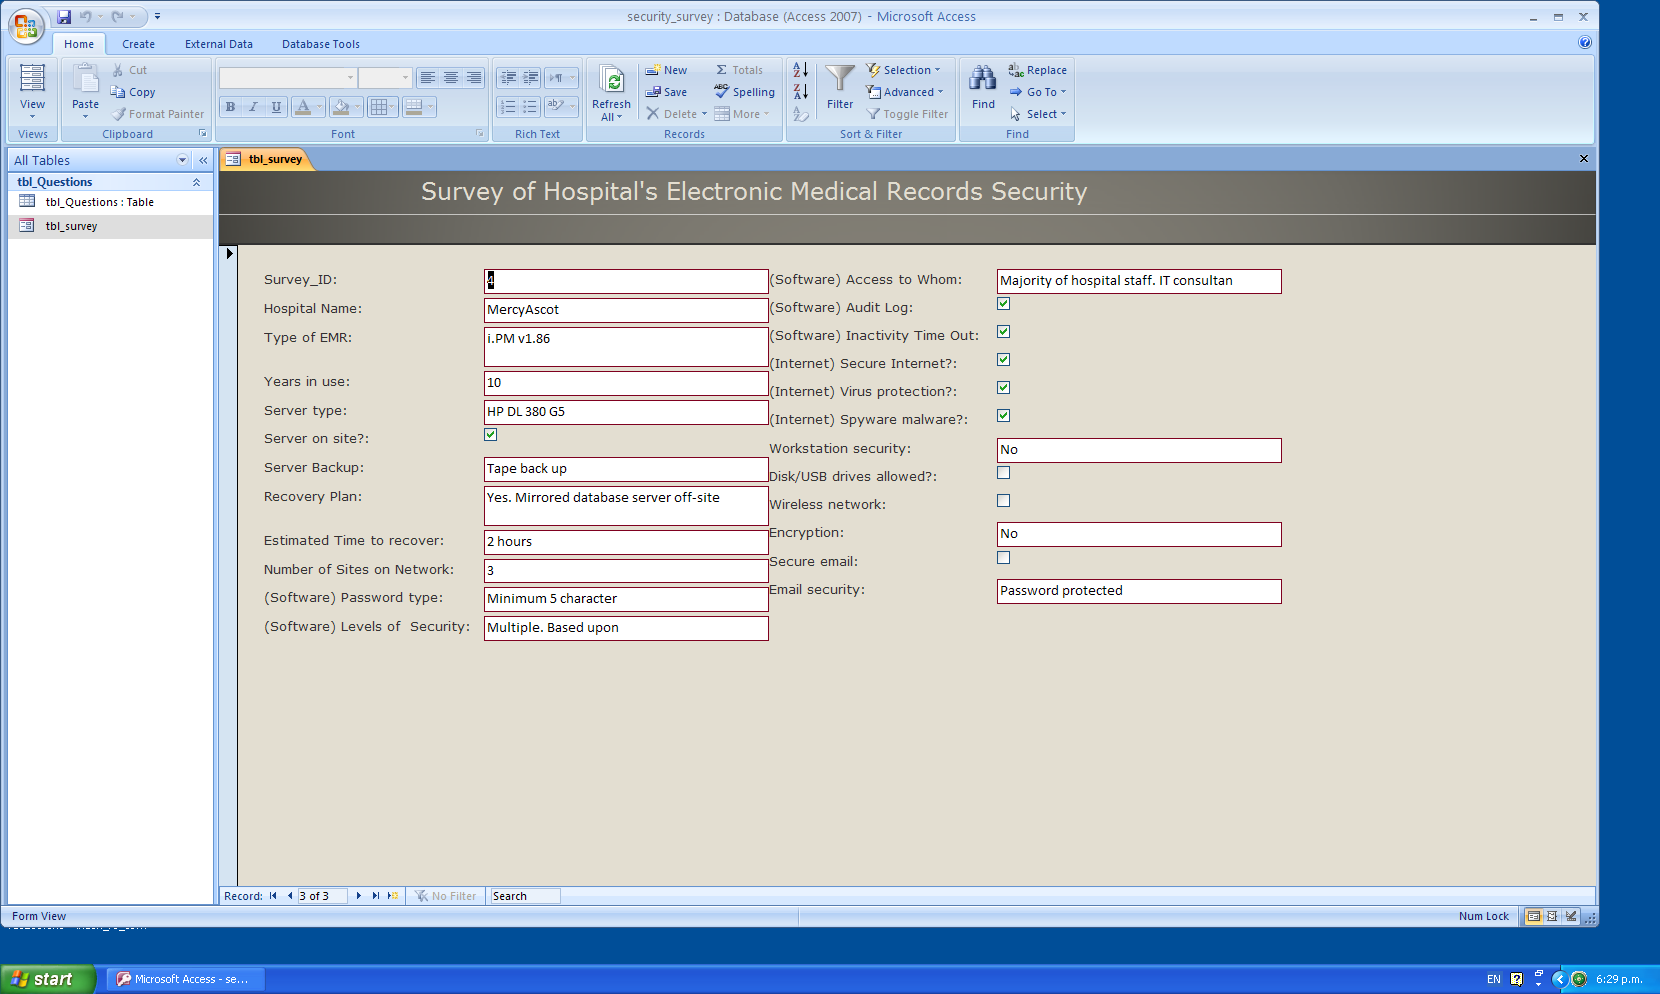 security_survey : Database (Access 2007) - Microsoft Access
Home Create External Data Database Tools
View
Views
Paste
Cut
Copy
Format Painter
Clipboard
B I U A
Font
Rich Text
Refresh All
New
Save
Delete
Totals
Spelling
More
Records
Filter
Selection
Advanced
Toggle Filter
Sort & Filter
Find
Replace
Go To
Select
Find
All Tables
tbl_Questions
tbl_Questions : Table
tbl_survey
tbl_survey
Survey of Hospital's Electronic Medical Records Security
Survey_ID: 4
Hospital Name: MercyAscot
Type of EMR: i.PM v1.86
Years in use: 10
Server type: HP DL 380 G5
Server on site?:
Server Backup: Tape back up
Recovery Plan: Yes. Mirrored database server off-site
Estimated Time to recover: 2 hours
Number of Sites on Network: 3
(Software) Password type: Minimum 5 character
(Software) Levels of Security: Multiple. Based upon
(Software) Access to Whom: Majority of hospital staff. IT consultan
(Software) Audit Log:
(Software) Inactivity Time Out:
(Internet) Secure Internet?:
(Internet) Virus protection?:
(Internet) Spyware malware?:
Workstation security: No
Disk/USB drives allowed?:
Wireless network:
Encryption: No
Secure email:
Email security: Password protected
Record: 3 of 3 No Filter Search
Form View Num Lock
start Microsoft Access - se... EN 6:29 p.m.